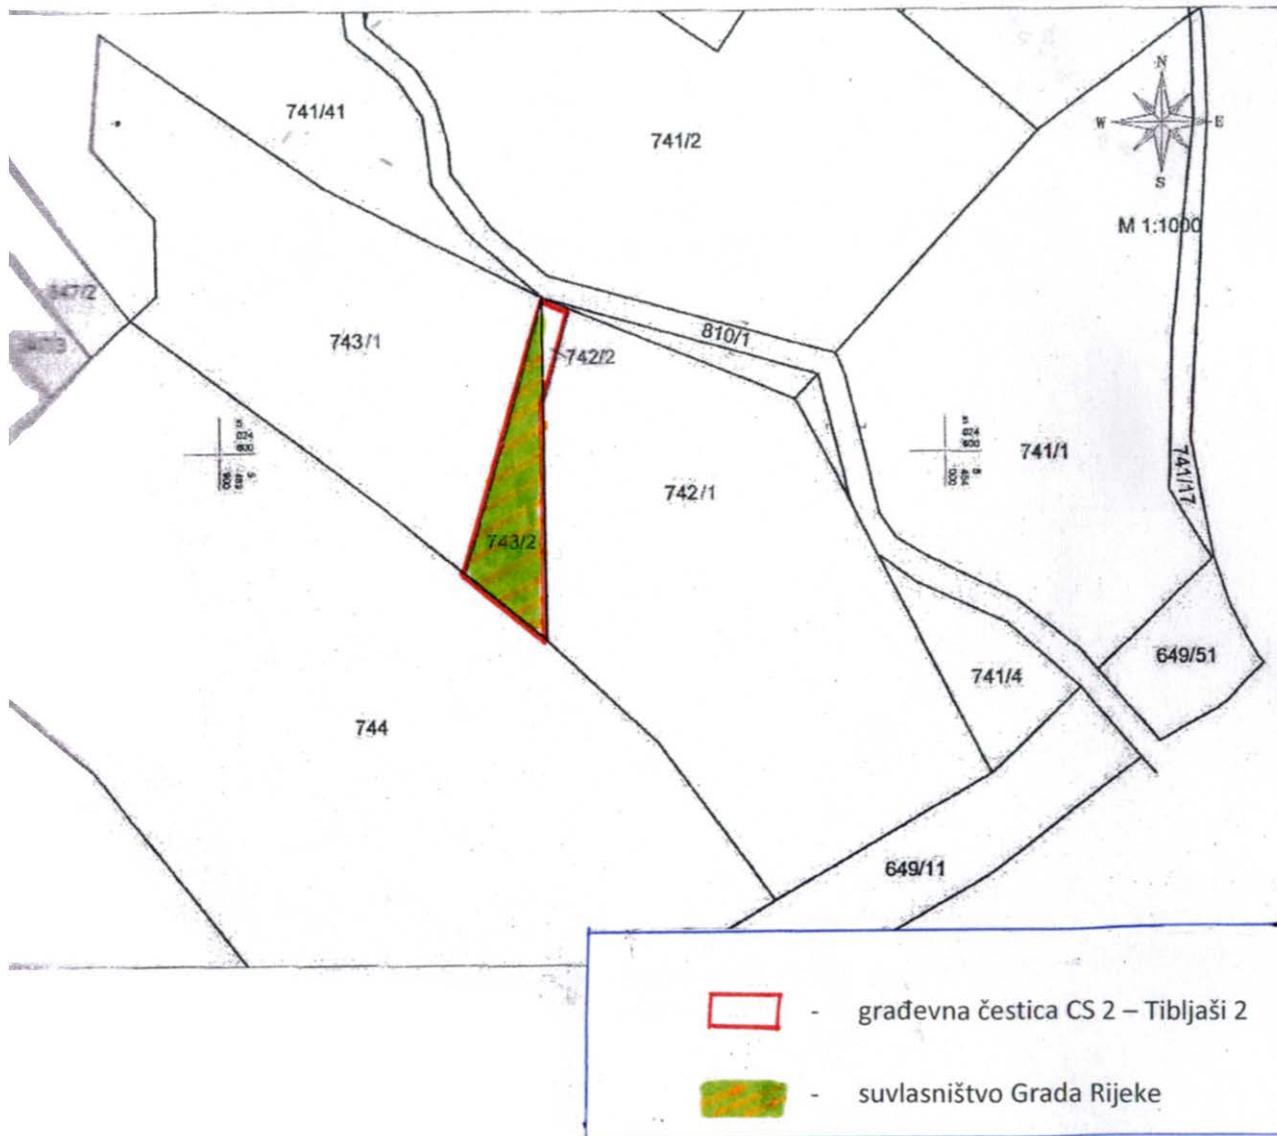 741/41
741/2
N
W E
S
M 1:1000
647/2
743/1
742/2
810/1
741/1
741/17
742/1
743/2
741/4
649/51
744
649/11
- građevna čestica CS 2 – Tibljaši 2
- suvlasništvo Grada Rijeke